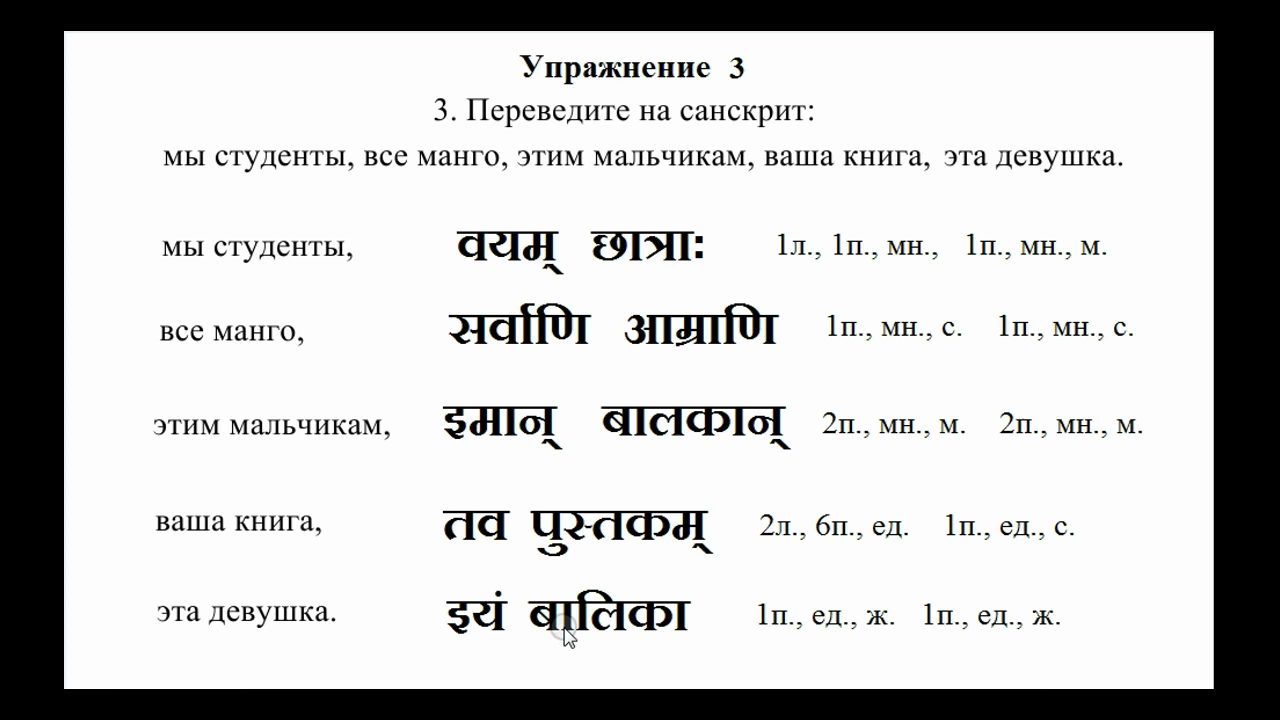 Упражнение 3
3. Переведите на санскрит:
мы студенты, все манго, этим мальчикам, ваша книга, эта девушка.
мы студенты, वयम् छात्राः 1л., 1п., мн., 1п., мн., м.
все манго, सर्वाणि आम्राणि 1п., мн., с. 1п., мн., с.
этим мальчикам, इमान् बालकान् 2п., мн., м. 2п., мн., м.
ваша книга, तव पुस्तकम् 2л., 6п., ед. 1п., ед., с.
эта девушка. इयं बालिका 1п., ед., ж. 1п., ед., ж.